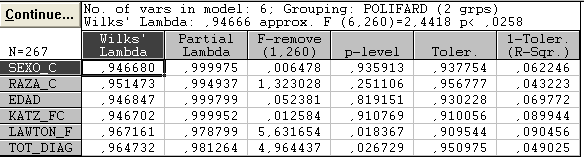 Continue...
No. of vars in model: 6; Grouping: POLIFARD (2 grps)
Wilks' Lambda: ,94666 approx. F (6,260)=2,4418 p< ,0258
N=267 Wilks' Lambda Partial Lambda F-remove (1,260) p-level Toler. 1-Toler. (R-Sqr.)
SEXO_C ,946680 ,999975 ,006478 ,935913 ,937754 ,062246
RAZA_C ,951473 ,994937 1,323028 ,251106 ,956777 ,043223
EDAD ,946847 ,999799 ,052381 ,819151 ,930228 ,069772
KATZ_FC ,946702 ,999952 ,012584 ,910769 ,910056 ,089944
LAWTON_F ,967161 ,978799 5,631654 ,018367 ,909544 ,090456
TOT_DIAG ,964732 ,981264 4,964437 ,026729 ,950975 ,049025